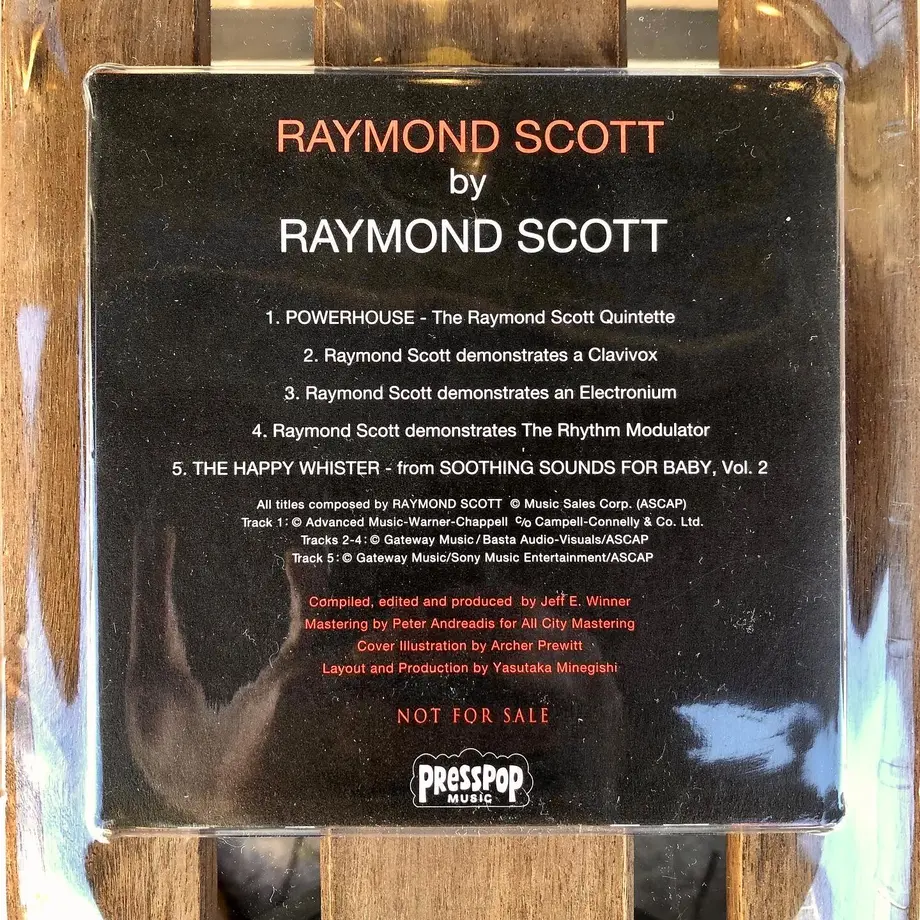 RAYMOND SCOTT
by
RAYMOND SCOTT
1. POWERHOUSE - The Raymond Scott Quintette
2. Raymond Scott demonstrates a Clavivox
3. Raymond Scott demonstrates an Electronium
4. Raymond Scott demonstrates The Rhythm Modulator
5. THE HAPPY WHISTER - from SOOTHING SOUNDS FOR BABY, Vol. 2
All titles composed by RAYMOND SCOTT © Music Sales Corp. (ASCAP)
Track 1: © Advanced Music-Warner-Chappell c/o Campell-Connelly & Co. Ltd.
Tracks 2-4: © Gateway Music/Basta Audio-Visuals/ASCAP
Track 5: © Gateway Music/Sony Music Entertainment/ASCAP
Compiled, edited and produced by Jeff E. Winner
Mastering by Peter Andreadis for All City Mastering
Cover Illustration by Archer Prewitt
Layout and Production by Yasutaka Minegishi
NOT FOR SALE
PRESSPOP
MUSIC